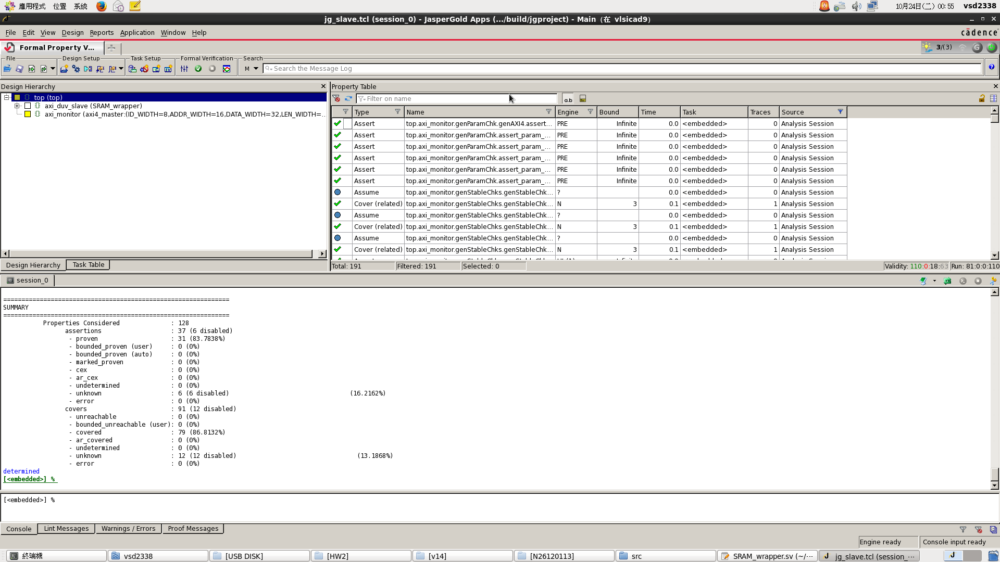 應用程式 位置 系統 10月24日(二) 00:55 vsd2338
jg_slave.tcl (session_0) - JasperGold Apps (.../build/jgproject) - Main (在 vlsicad9)
File Edit View Design Reports Application Window Help cādence
Formal Property V... 3/(3)
File Design Setup Task Setup Formal Verification Search
M Search the Message Log
Design Hierarchy
top (top)
axi_duv_slave (SRAM_wrapper)
axi_monitor (axi4_master:(ID_WIDTH=8,ADDR_WIDTH=16,DATA_WIDTH=32,LEN_WIDTH=...
Design Hierarchy Task Table
Property Table
Filter on name a.b
Type Name Engine Bound Time Task Traces Source
Assert top.axi_monitor.genParamChk.genAXI4.assert... PRE Infinite 0.0 <embedded> 0 Analysis Session
Assert top.axi_monitor.genParamChk.assert_param_... PRE Infinite 0.0 <embedded> 0 Analysis Session
Assert top.axi_monitor.genParamChk.assert_param_... PRE Infinite 0.0 <embedded> 0 Analysis Session
Assert top.axi_monitor.genParamChk.assert_param_... PRE Infinite 0.0 <embedded> 0 Analysis Session
Assert top.axi_monitor.genParamChk.assert_param_... PRE Infinite 0.0 <embedded> 0 Analysis Session
Assert top.axi_monitor.genParamChk.assert_param_... PRE Infinite 0.0 <embedded> 0 Analysis Session
Assume top.axi_monitor.genStableChks.genStableChk... ? 0.0 <embedded> 0 Analysis Session
Cover (related) top.axi_monitor.genStableChks.genStableChk... N 3 0.1 <embedded> 1 Analysis Session
Assume top.axi_monitor.genStableChks.genStableChk... ? 0.0 <embedded> 0 Analysis Session
Cover (related) top.axi_monitor.genStableChks.genStableChk... N 3 0.1 <embedded> 1 Analysis Session
Assume top.axi_monitor.genStableChks.genStableChk... ? 0.0 <embedded> 0 Analysis Session
Cover (related) top.axi_monitor.genStableChks.genStableChk... N 3 0.1 <embedded> 1 Analysis Session
Total: 191 Filtered: 191 Selected: 0 Validity: 110:0:18:63 Run: 81:0:0:110
session_0
==============================================================
SUMMARY
==============================================================
Properties Considered : 128
assertions : 37 (6 disabled)
- proven : 31 (83.7838%)
- bounded_proven (user) : 0 (0%)
- bounded_proven (auto) : 0 (0%)
- marked_proven : 0 (0%)
- cex : 0 (0%)
- ar_cex : 0 (0%)
- undetermined : 0 (0%)
- unknown : 6 (6 disabled) (16.2162%)
- error : 0 (0%)
covers : 91 (12 disabled)
- unreachable : 0 (0%)
- bounded_unreachable (user): 0 (0%)
- covered : 79 (86.8132%)
- ar_covered : 0 (0%)
- undetermined : 0 (0%)
- unknown : 12 (12 disabled) (13.1868%)
- error : 0 (0%)
determined
[<embedded>] %
[<embedded>] %
Console Lint Messages Warnings / Errors Proof Messages
Engine ready Console input ready
終端機 vsd2338 [USB DISK] [HW2] [v14] [N26120113] src SRAM_wrapper.sv (~/··· jg_slave.tcl (session_···